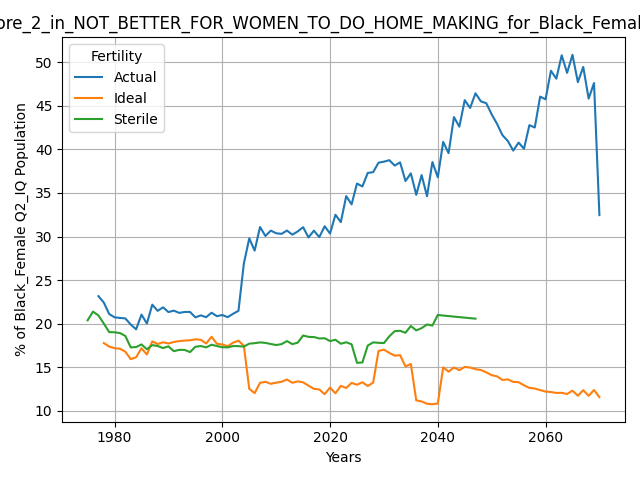 ore_2_in_NOT_BETTER_FOR_WOMEN_TO_DO_HOME_MAKING_for_Black_Femal
Fertility
Actual
Ideal
Sterile
% of Black_Female Q2_IQ Population
50
45
40
35
30
25
20
15
10
1980
2000
2020
2040
2060
Years